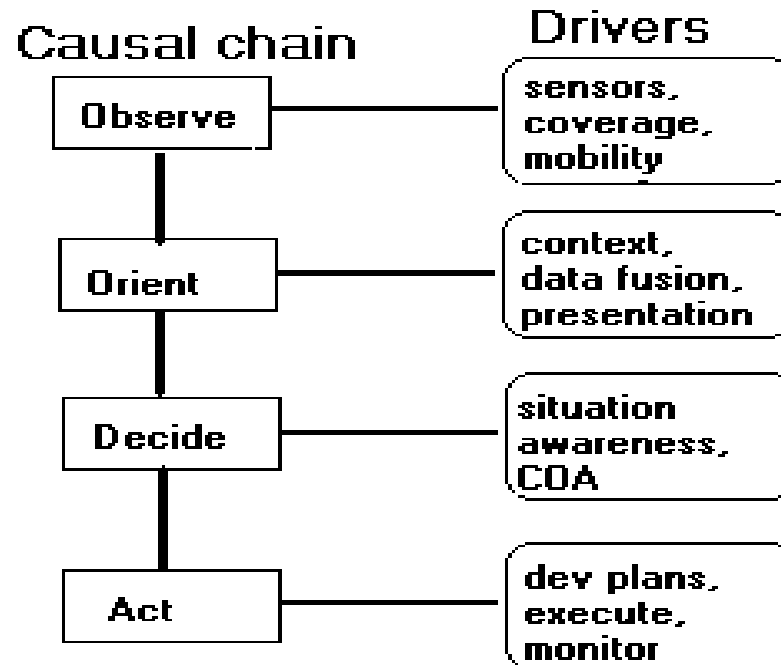 Causal chain
Drivers
Observe
sensors,
coverage,
mobility
Orient
context,
data fusion,
presentation
Decide
situation
awareness,
COA
Act
dev plans,
execute,
monitor